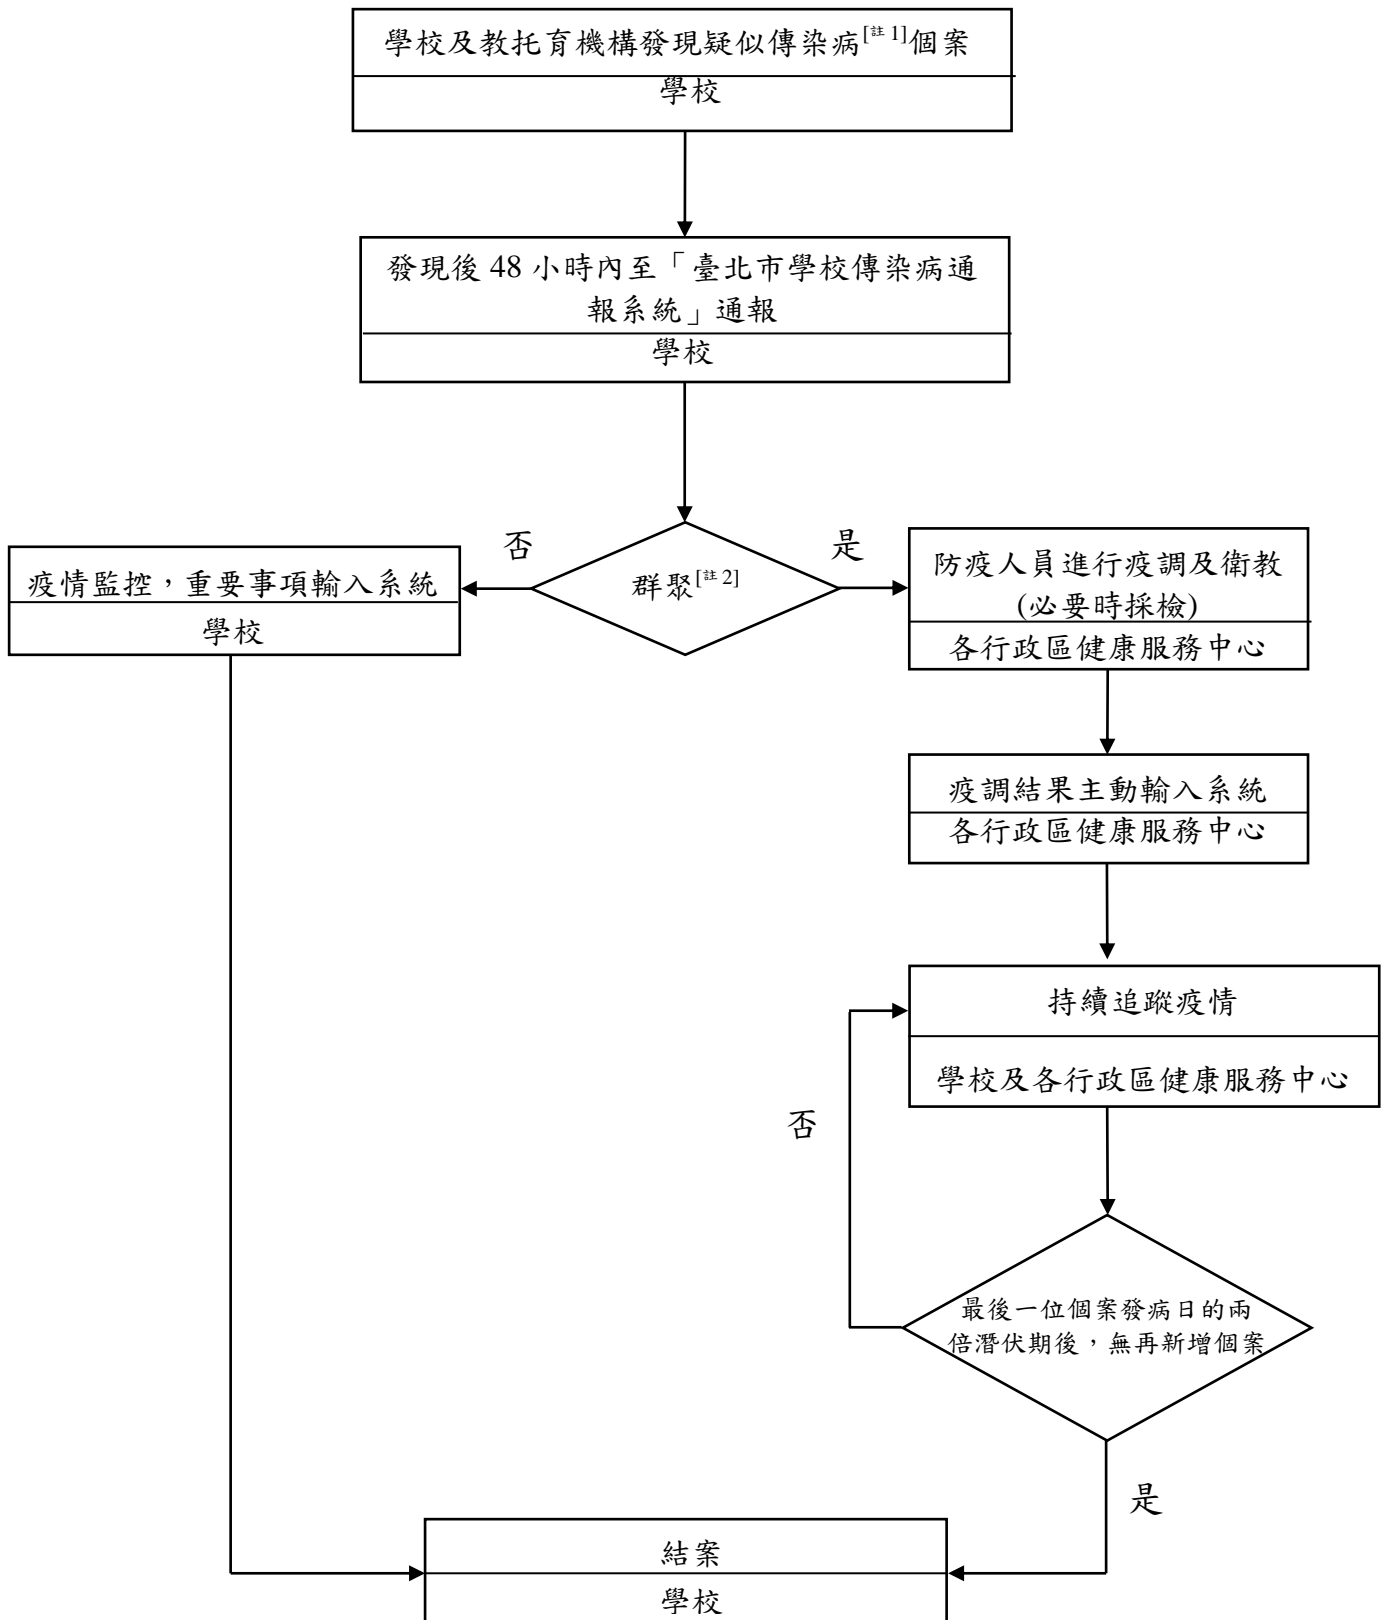 學校及教托育機構發現疑似傳染病[註 1]個案
學校
發現後 48 小時內至「臺北市學校傳染病通
報系統」通報
學校
否
是
群聚[註 2]
疫情監控,重要事項輸入系統
學校
防疫人員進行疫調及衛教
(必要時採檢)
各行政區健康服務中心
疫調結果主動輸入系統
各行政區健康服務中心
持續追蹤疫情
學校及各行政區健康服務中心
否
最後一位個案發病日的兩
倍潛伏期後,無再新增個案
是
結案
學校